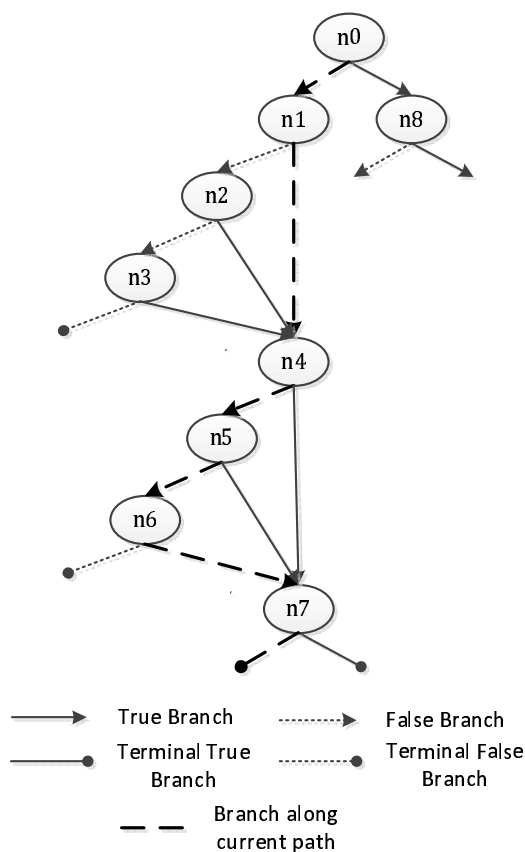 n0
n1
n8
n2
n3
n4
n5
n6
n7
True Branch
False Branch
Terminal True
Branch
Terminal False
Branch
Branch along
current path